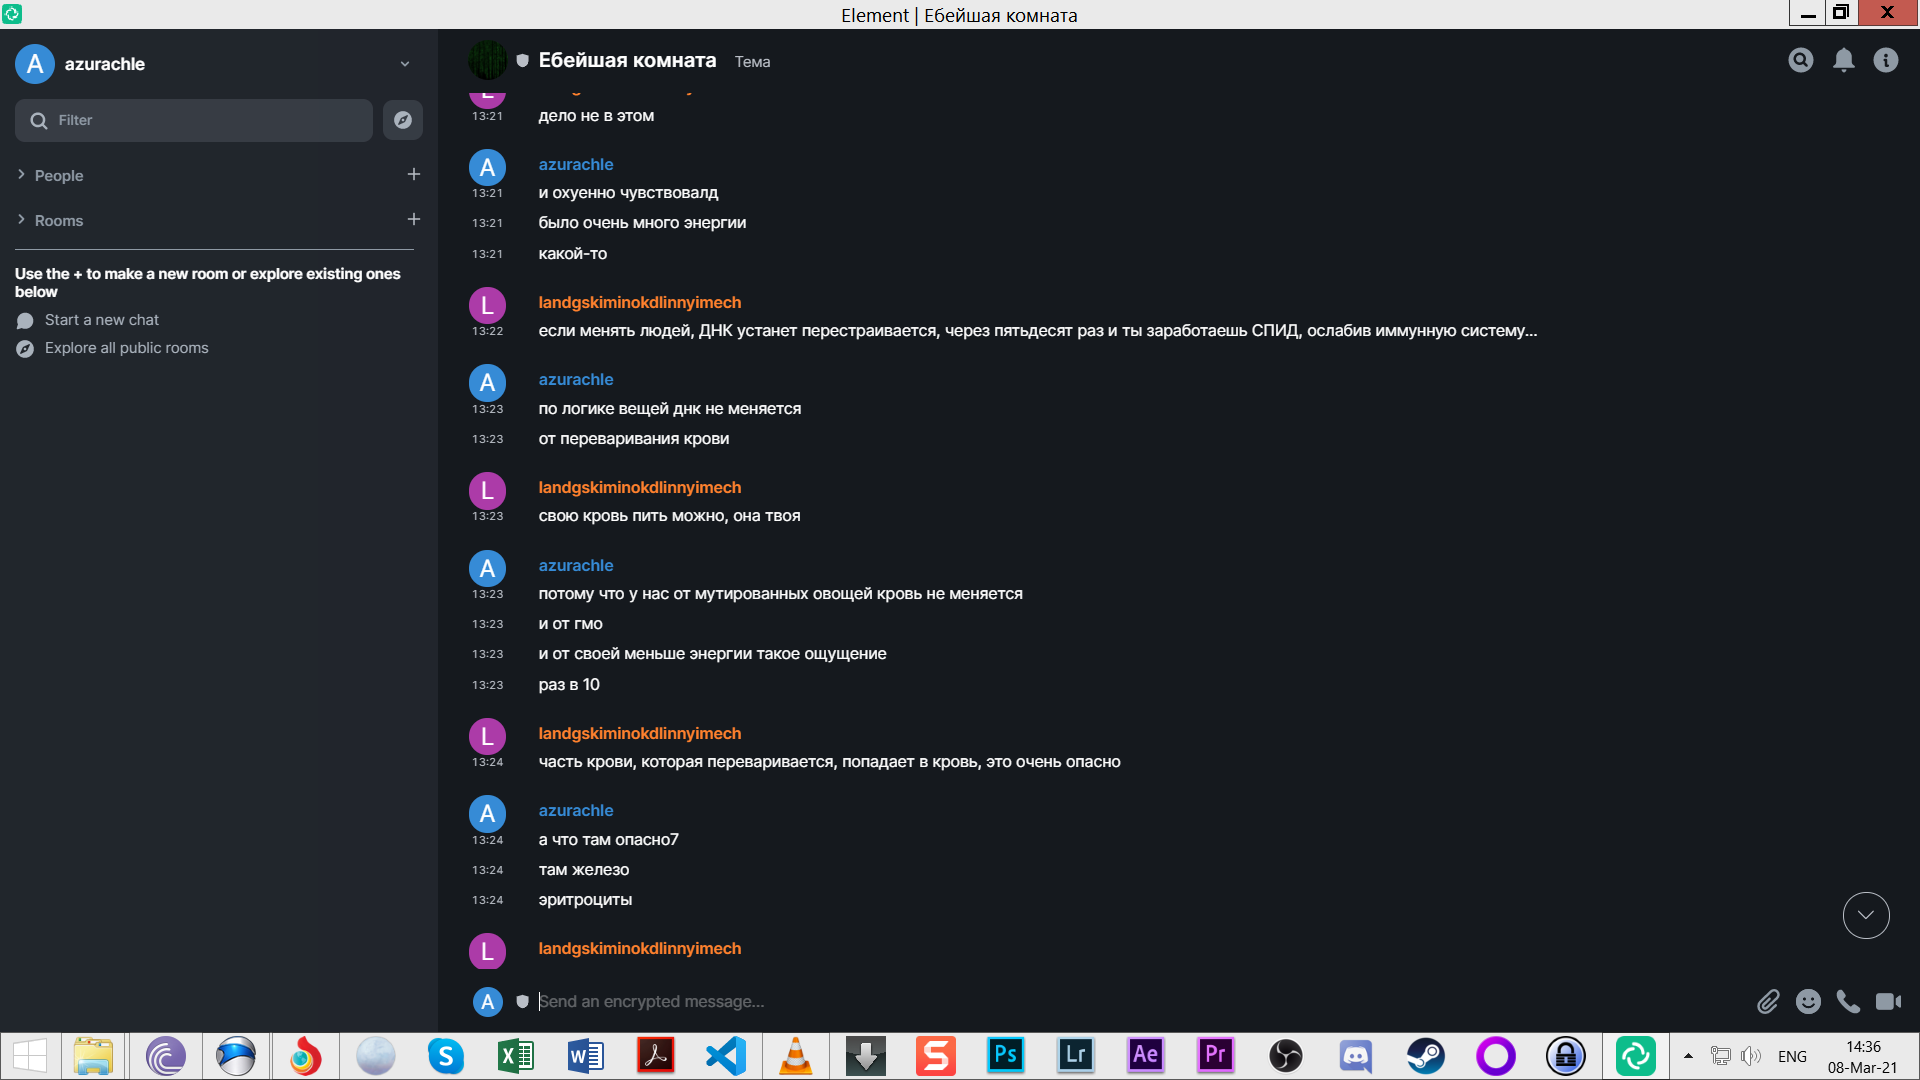 Element | Ебейшая комната
A azurachle
Filter
People
Rooms
Use the + to make a new room or explore existing ones
below
Start a new chat
Explore all public rooms
Ебейшая комната Тема
13:21 дело не в этом
A azurachle
13:21 и охуенно чувствовалд
13:21 было очень много энергии
13:21 какой-то
L landgskiminokdlinnyimech
13:22 если менять людей, ДНК устанет перестраивается, через пятьдесят раз и ты заработаешь СПИД, ослабив иммунную систему...
A azurachle
13:23 по логике вещей днк не меняется
13:23 от переваривания крови
L landgskiminokdlinnyimech
13:23 свою кровь пить можно, она твоя
A azurachle
13:23 потому что у нас от мутированных овощей кровь не меняется
13:23 и от гмо
13:23 и от своей меньше энергии такое ощущение
13:23 раз в 10
L landgskiminokdlinnyimech
13:24 часть крови, которая переваривается, попадает в кровь, это очень опасно
A azurachle
13:24 а что там опасно7
13:24 там железо
13:24 эритроциты
L landgskiminokdlinnyimech
A Send an encrypted message...
Ps Lr Ae Pr
ENG
14:36
08-Mar-21